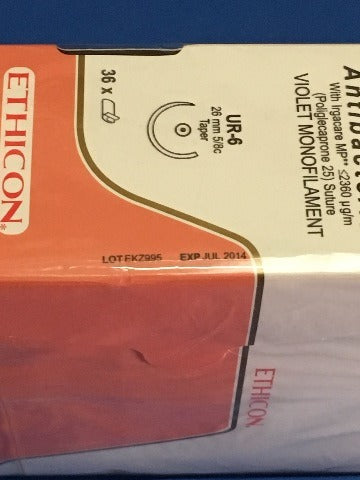 Antibacter
With Irgacare MP** ≤2360 µg/m
(Poliglecaprone 25) Suture
VIOLET MONOFILAMENT
UR-6
26 mm 5/8c
Taper
36 x
ETHICON*
LOT EKZ995 EXP JUL 2014
ETHICON